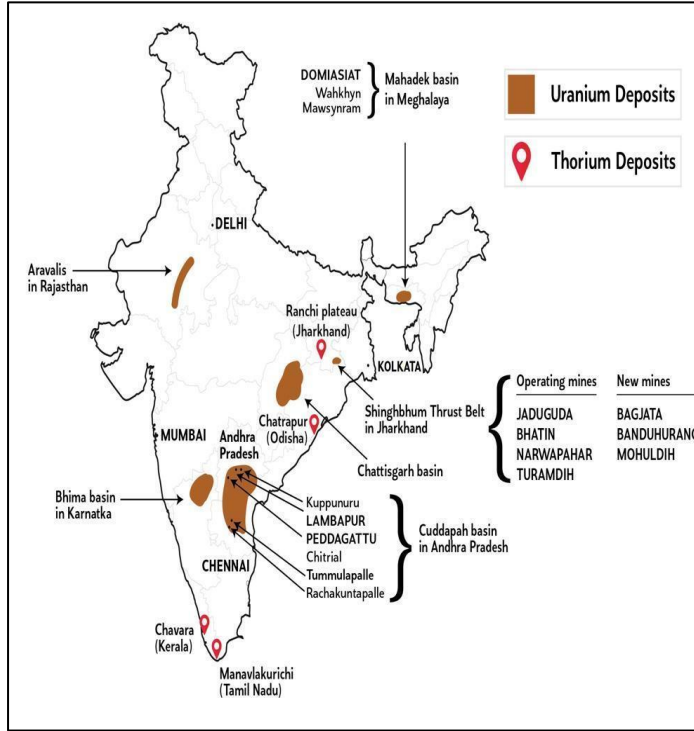 DOMIASIAT
Wahkhyn
Mawsynram
Mahadek basin
in Meghalaya
Uranium Deposits
Thorium Deposits
DELHI
Aravalis
in Rajasthan
Ranchi plateau
(Jharkhand)
KOLKATA
Shinghbhum Thrust Belt
in Jharkhand
Operating mines
JADUGUDA
BHATIN
NARWAPAHAR
TURAMDIH
New mines
BAGJATA
BANDUHURANG
MOHULDIH
Chatrapur
(Odisha)
Chattisgarh basin
MUMBAI
Andhra
Pradesh
Bhima basin
in Karnatka
Kuppunuru
LAMBAPUR
PEDDAGATTU
Chitrial
Tummulapalle
Rachakuntapalle
Cuddapah basin
in Andhra Pradesh
CHENNAI
Chavara
(Kerala)
Manavlakurichi
(Tamil Nadu)